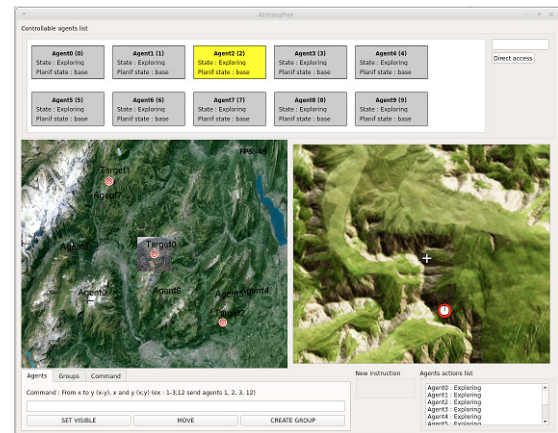 Atmospher
Controllable agents list
Agent0 (0)
State : Exploring
Planif state : base
Agent1 (1)
State : Exploring
Planif state : base
Agent2 (2)
State : Exploring
Planif state : base
Agent3 (3)
State : Exploring
Planif state : base
Agent4 (4)
State : Exploring
Planif state : base
Direct access
Agent5 (5)
State : Exploring
Planif state : base
Agent6 (6)
State : Exploring
Planif state : base
Agent7 (7)
State : Exploring
Planif state : base
Agent8 (8)
State : Exploring
Planif state : base
Agent9 (9)
State : Exploring
Planif state : base
Target1
Target0
Agent6
Agent4
Agents
Groups
Command
Command : From x to y (x-y), x and y (x;y) (ex : 1-3;12 send agents 1, 2, 3, 12)
SET VISIBLE
MOVE
CREATE GROUP
New instruction
Agents actions list
Agent0 : Exploring
Agent1 : Exploring
Agent2 : Exploring
Agent3 : Exploring
Agent4 : Exploring
Agent5 : Exploring